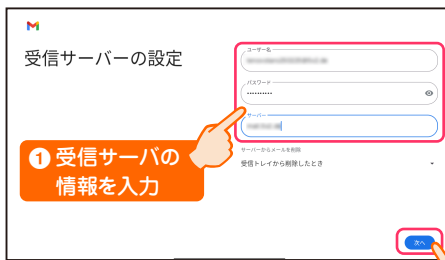 受信サーバーの設定
ユーザー名
パスワード
サーバー
サーバーからメールを削除
受信トレイから削除したとき
1 受信サーバの
情報を入力
次へ